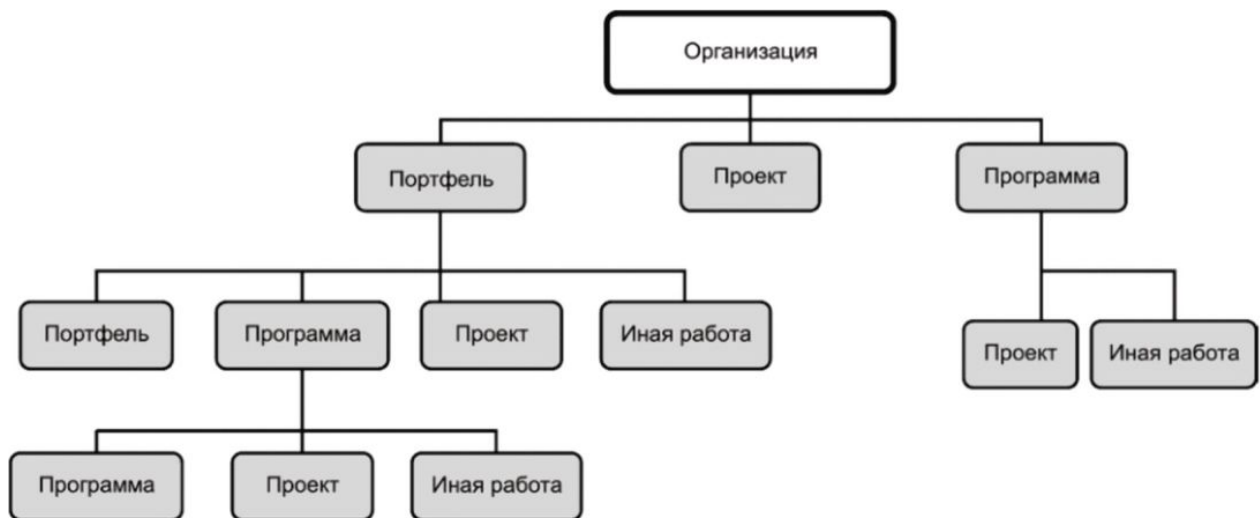 Организация
Портфель
Проект
Программа
Портфель
Программа
Проект
Иная работа
Проект
Иная работа
Программа
Проект
Иная работа